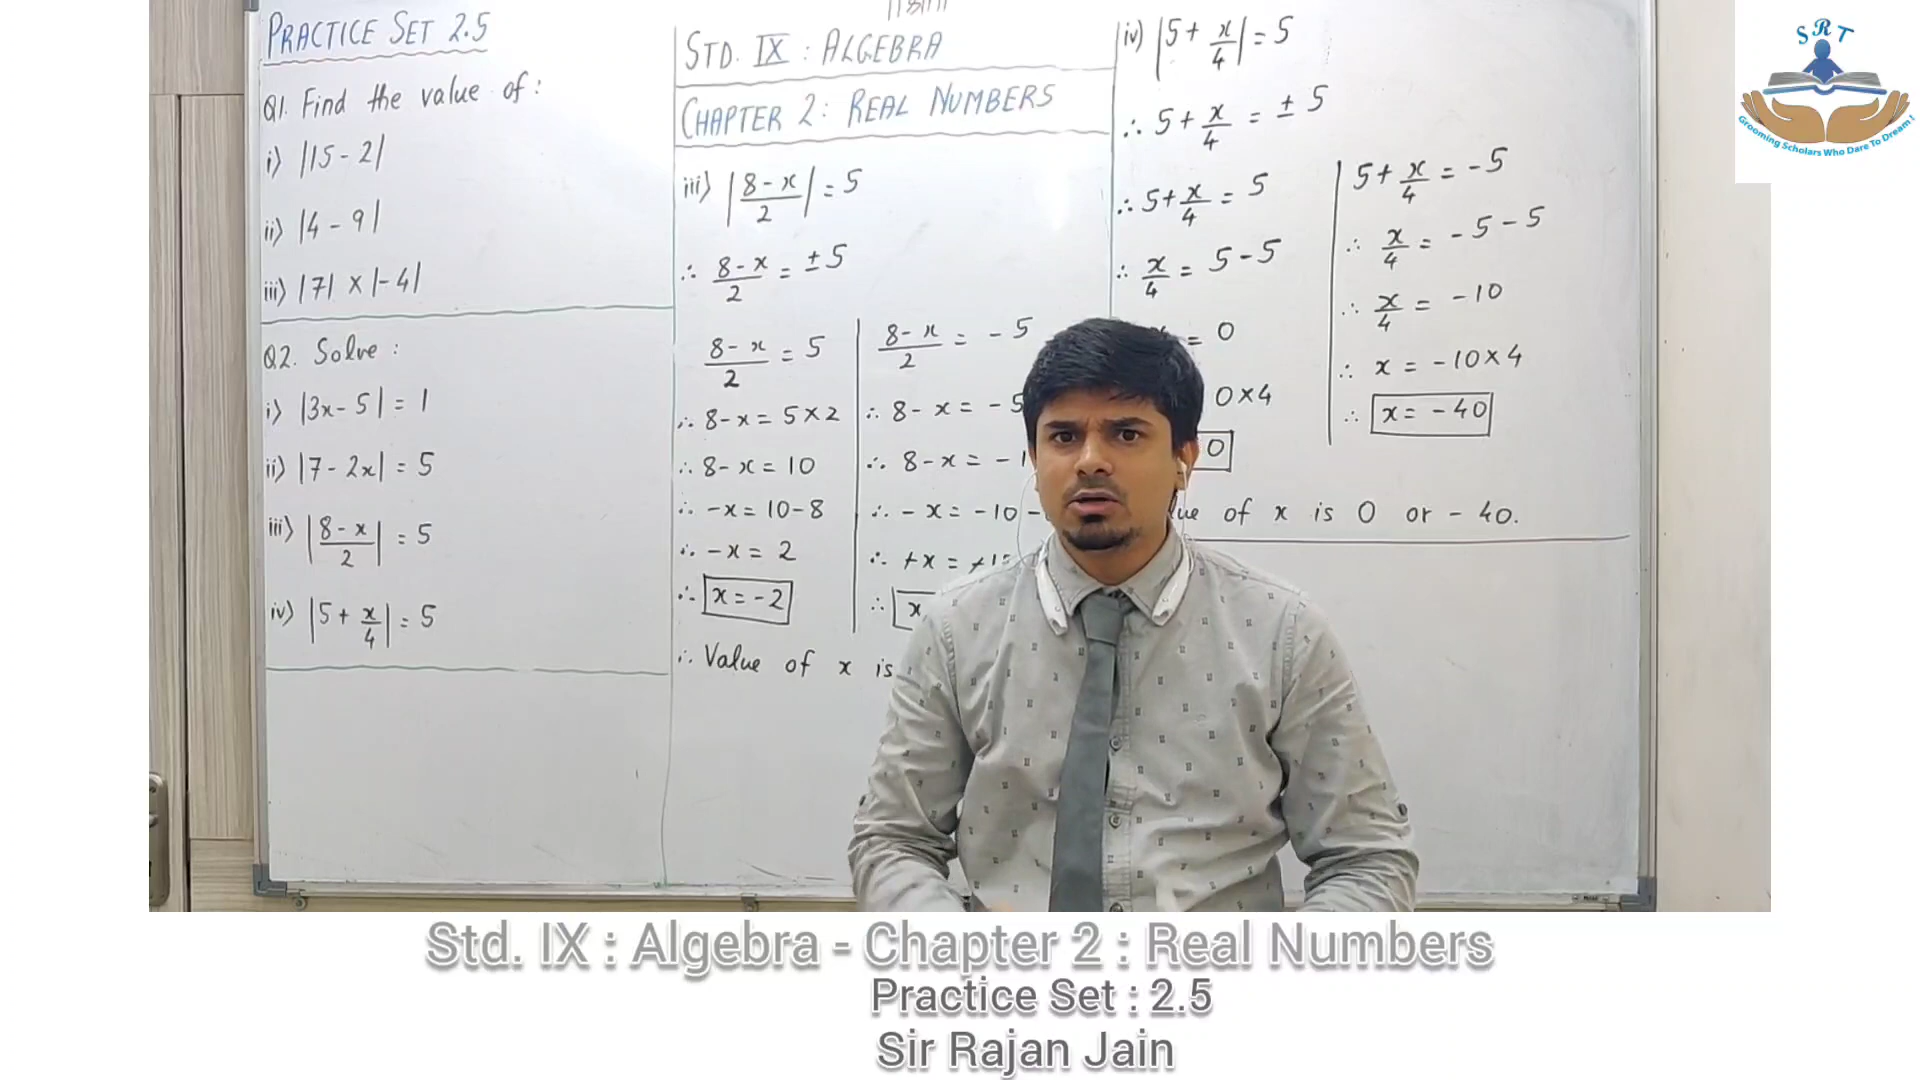 PRACTICE SET 2.5
Q1. Find the value of :
i) |15 - 2|
ii) |4 - 9|
iii) |7| × |-4|
Q2. Solve :
i) |3x - 5| = 1
ii) |7 - 2x| = 5
iii) |8 - x / 2| = 5
iv) |5 + x/4| = 5
STD. IX : ALGEBRA
CHAPTER 2 : REAL NUMBERS
iii) |8 - x / 2| = 5
∴ 8 - x / 2 = ± 5
8 - x / 2 = 5
∴ 8 - x = 5 × 2
∴ 8 - x = 10
∴ -x = 10 - 8
∴ -x = 2
∴ x = -2
8 - x / 2 = - 5
∴ 8 - x = - 5
∴ 8 - x = -
∴ - x = -10 -
∴ + x = +
∴ x
∴ Value of x is
iv) |5 + x/4| = 5
∴ 5 + x/4 = ± 5
∴ 5 + x/4 = 5
∴ x/4 = 5 - 5
= 0
0 × 4
0
5 + x/4 = - 5
∴ x/4 = - 5 - 5
∴ x/4 = - 10
∴ x = - 10 × 4
∴ x = - 40
of x is 0 or - 40.
SRT
Grooming Scholars Who Dare To Dream!
Std. IX : Algebra - Chapter 2 : Real Numbers
Practice Set : 2.5
Sir Rajan Jain